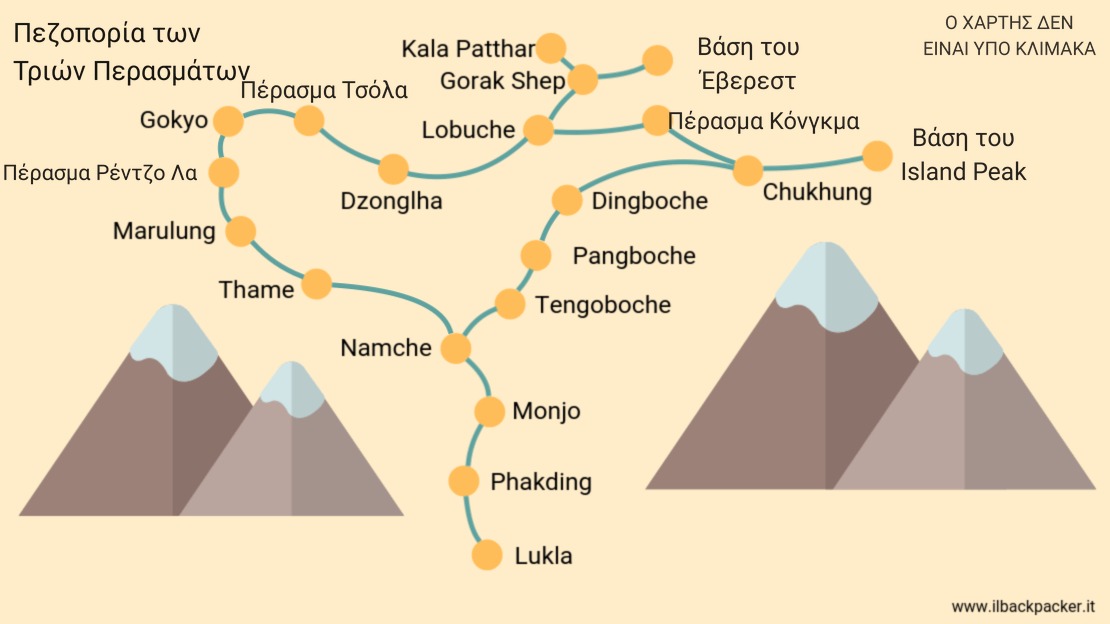 Πεζοπορία των
Τριών Περασμάτων
Ο ΧΑΡΤΗΣ ΔΕΝ
ΕΙΝΑΙ ΥΠΟ ΚΛΙΜΑΚΑ
Kala Patthar
Βάση του
Έβερεστ
Gorak Shep
Πέρασμα Τσόλα
Gokyo
Lobuche
Πέρασμα Κόνγκμα
Βάση του
Island Peak
Πέρασμα Ρέντζο Λα
Dzonglha
Dingboche
Chukhung
Marulung
Pangboche
Thame
Tengoboche
Namche
Monjo
Phakding
Lukla
www.ilbackpacker.it